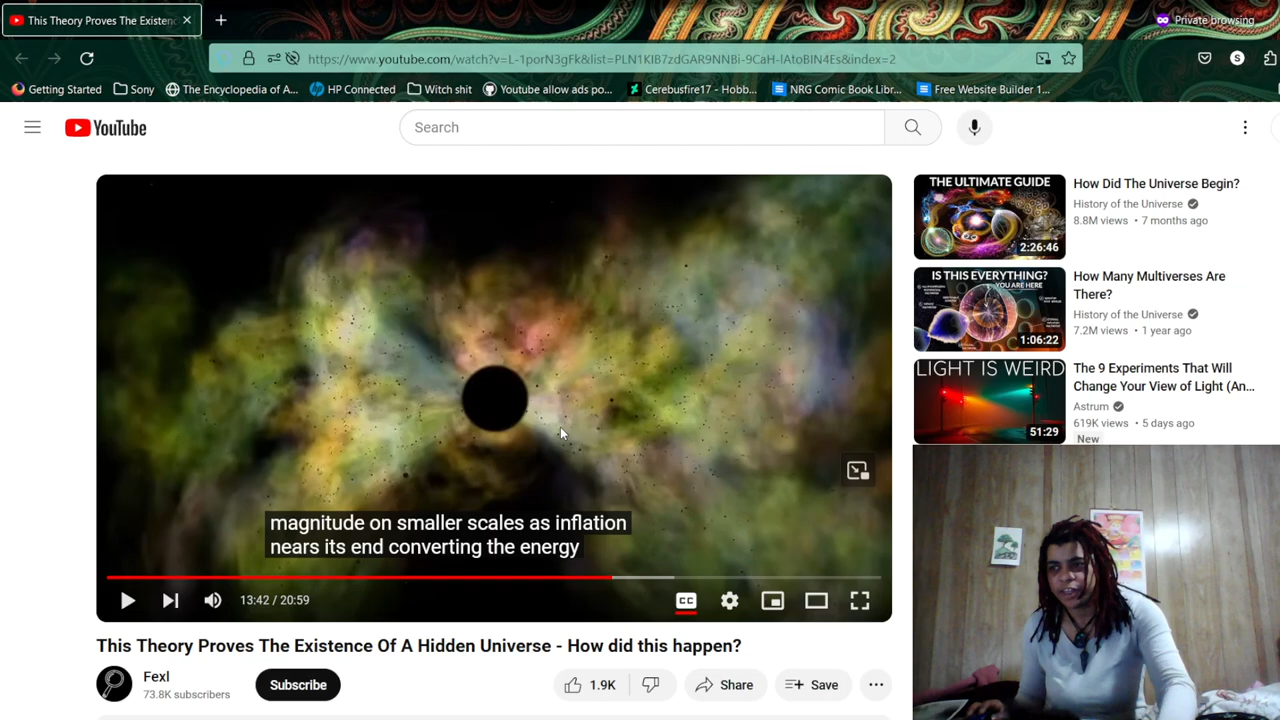 This Theory Proves The Existenc
Private browsing
https://www.youtube.com/watch?v=L-1porN3gFk&list=PLN1KIB7zdGAR9NNBi-9CaH-IAtoBIN4Es&index=2
Getting Started
Sony
The Encyclopedia of A...
HP Connected
Witch shit
Youtube allow ads po...
Cerebusfire17 - Hobb...
NRG Comic Book Libr...
Free Website Builder 1...
YouTube
Search
THE ULTIMATE GUIDE
2:26:46
How Did The Universe Begin?
History of the Universe
8.8M views • 7 months ago
IS THIS EVERYTHING?
YOU ARE HERE
1:06:22
How Many Multiverses Are
There?
History of the Universe
7.2M views • 1 year ago
LIGHT IS WEIRD
51:29
The 9 Experiments That Will
Change Your View of Light (An...
Astrum
619K views • 5 days ago
New
magnitude on smaller scales as inflation
nears its end converting the energy
13:42 / 20:59
CC
This Theory Proves The Existence Of A Hidden Universe - How did this happen?
Fexl
73.8K subscribers
Subscribe
1.9K
Share
Save